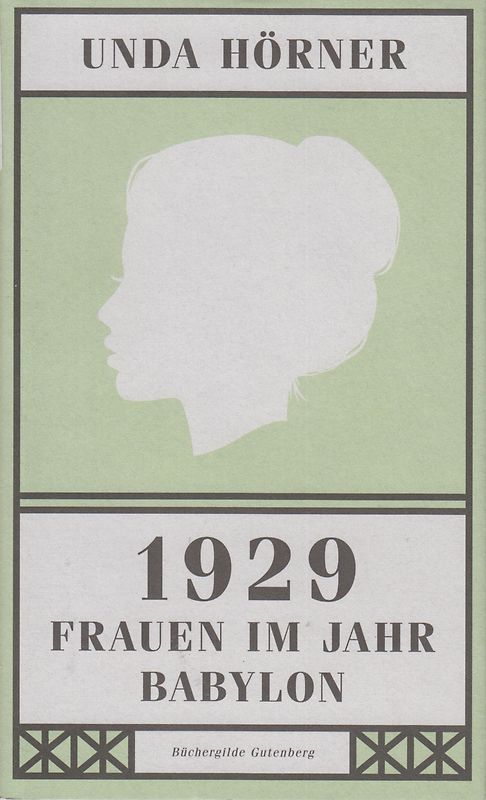 UNDA HÖRNER
1929
FRAUEN IM JAHR
BABYLON
Büchergilde Gutenberg